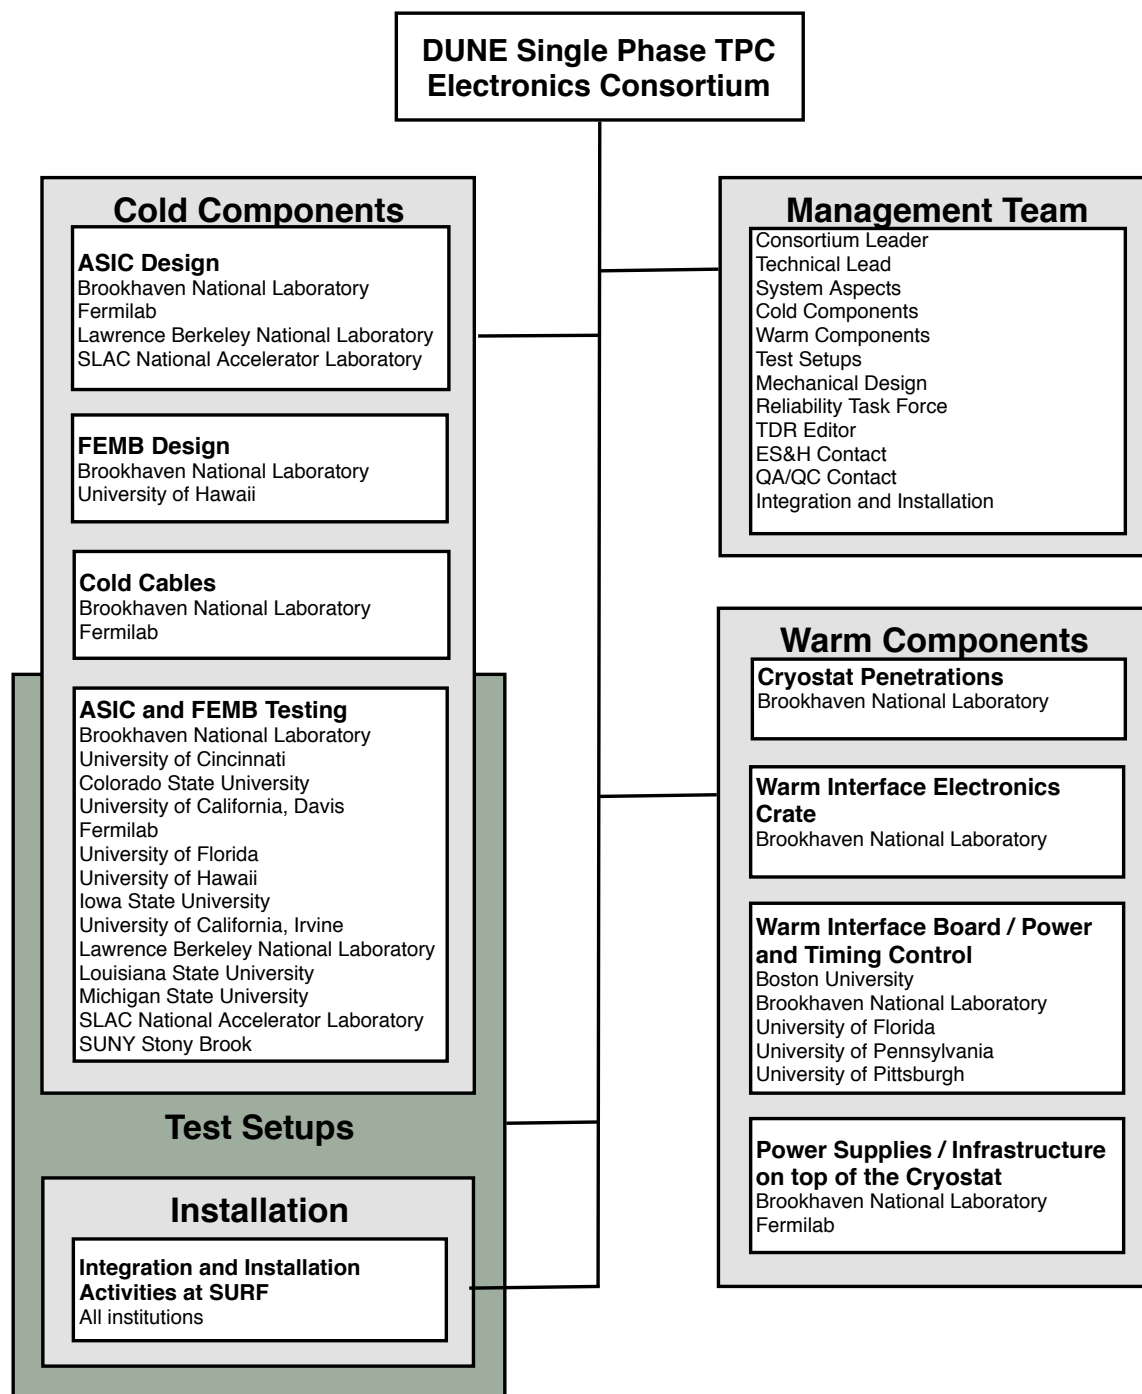 DUNE Single Phase TPC
Electronics Consortium
Cold Components
ASIC Design
Brookhaven National Laboratory
Fermilab
Lawrence Berkeley National Laboratory
SLAC National Accelerator Laboratory
FEMB Design
Brookhaven National Laboratory
University of Hawaii
Cold Cables
Brookhaven National Laboratory
Fermilab
ASIC and FEMB Testing
Brookhaven National Laboratory
University of Cincinnati
Colorado State University
University of California, Davis
Fermilab
University of Florida
University of Hawaii
Iowa State University
University of California, Irvine
Lawrence Berkeley National Laboratory
Louisiana State University
Michigan State University
SLAC National Accelerator Laboratory
SUNY Stony Brook
Test Setups
Installation
Integration and Installation
Activities at SURF
All institutions
Management Team
Consortium Leader
Technical Lead
System Aspects
Cold Components
Warm Components
Test Setups
Mechanical Design
Reliability Task Force
TDR Editor
ES&H Contact
QA/QC Contact
Integration and Installation
Warm Components
Cryostat Penetrations
Brookhaven National Laboratory
Warm Interface Electronics
Crate
Brookhaven National Laboratory
Warm Interface Board / Power
and Timing Control
Boston University
Brookhaven National Laboratory
University of Florida
University of Pennsylvania
University of Pittsburgh
Power Supplies / Infrastructure
on top of the Cryostat
Brookhaven National Laboratory
Fermilab